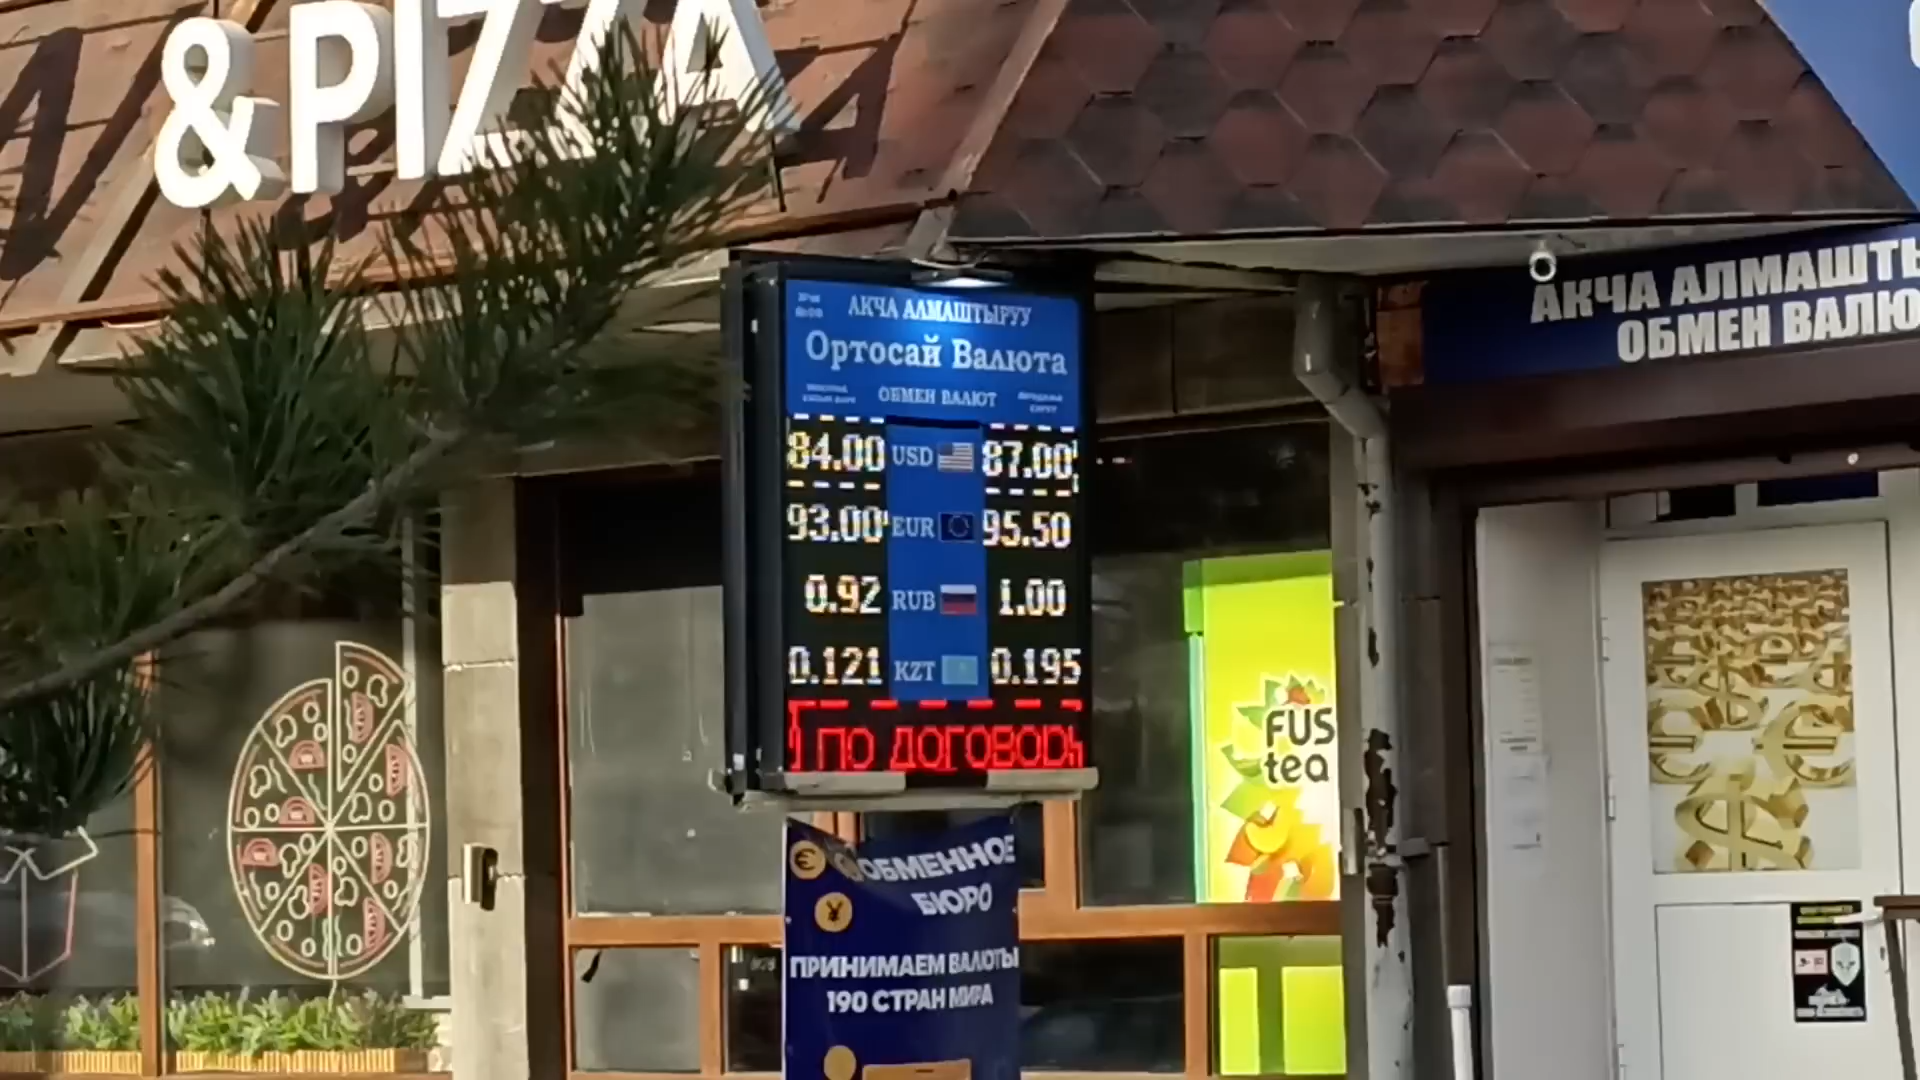 & PIZZA
АКЧА АЛМАШТЫРУУ
Ортосай Валюта
ОБМЕН ВАЛЮТ
84.00 USD 87.00
93.00 EUR 95.50
0.92 RUB 1.00
0.121 KZT 0.195
ПО ДОГОВОР
ОБМЕННОЕ
БЮРО
ПРИНИМАЕМ ВАЛЮТЫ
190 СТРАН МИРА
АКЧА АЛМАШТЫ
ОБМЕН ВАЛЮ
FUS
tea